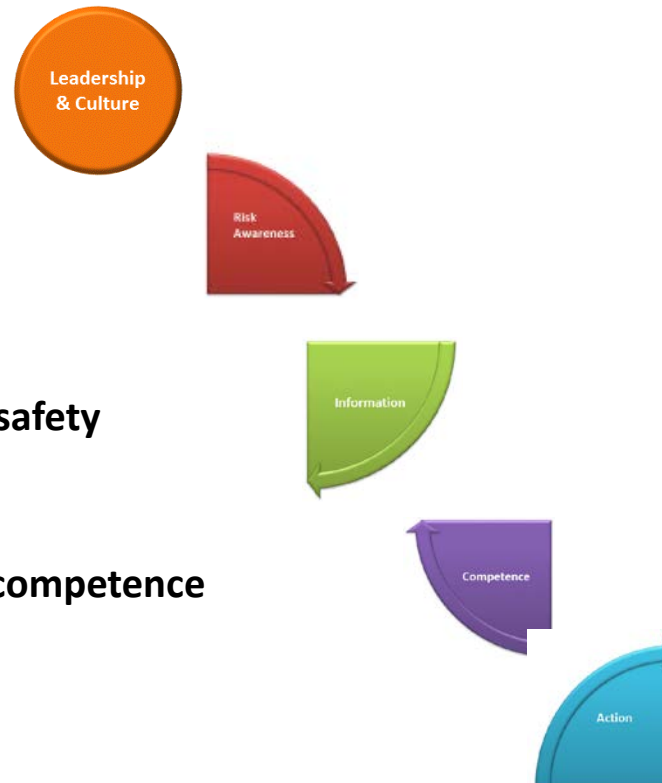 Leadership
& Culture
Risk
Awareness
safety
Information
competence
Competence
Action